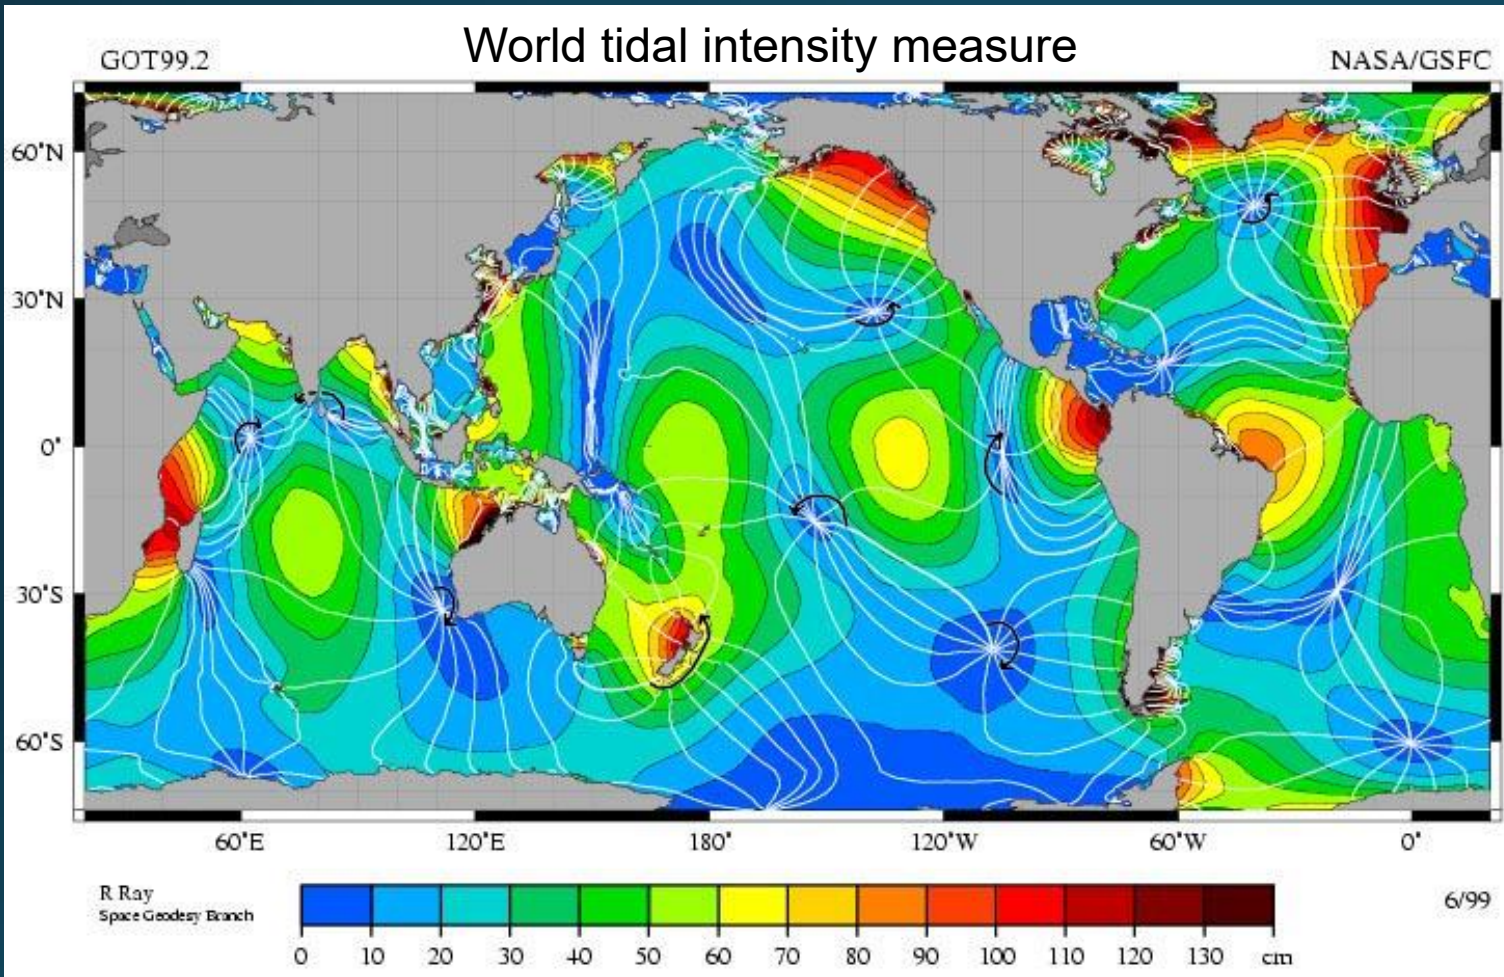 World tidal intensity measure
GOT99.2
NASA/GSFC
60°N
30°N
0°
30°S
60°S
60°E 120°E 180° 120°W 60°W 0°
R Ray
Space Geodesy Branch
6/99
0 10 20 30 40 50 60 70 80 90 100 110 120 130 cm